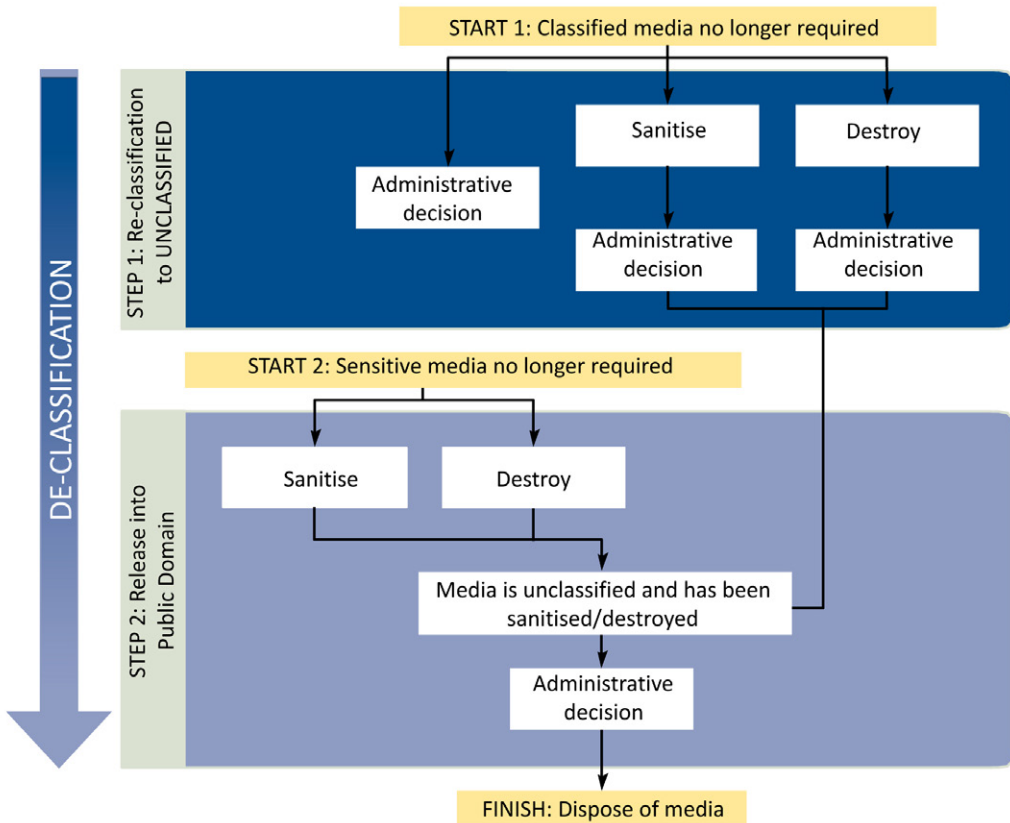 START 1: Classified media no longer required
DE-CLASSIFICATION
STEP 1: Re-classification
to UNCLASSIFIED
Sanitise
Destroy
Administrative
decision
Administrative
decision
Administrative
decision
START 2: Sensitive media no longer required
STEP 2: Release into
Public Domain
Sanitise
Destroy
Media is unclassified and has been
sanitised/destroyed
Administrative
decision
FINISH: Dispose of media